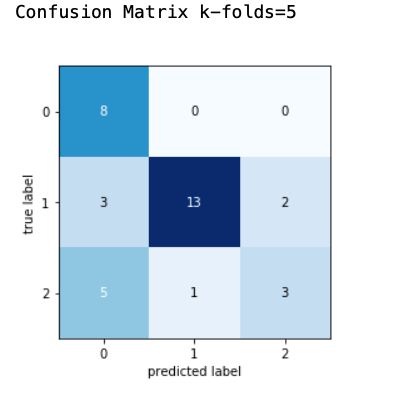 Confusion Matrix k-folds=5
0 8 0 0
true label
1 3 13 2
2 5 1 3
0 1 2
predicted label